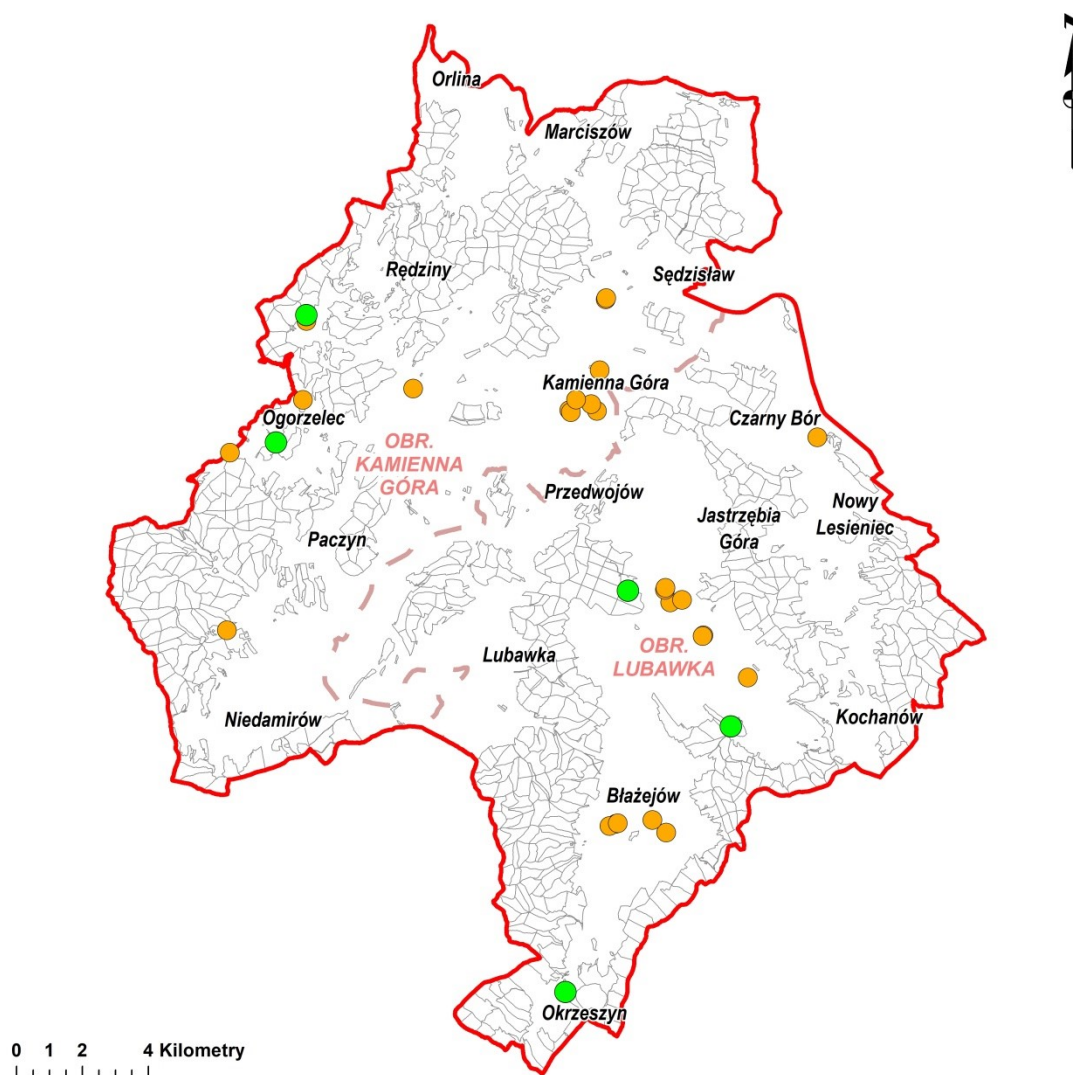 Orlina
Marciszów
Rędziny
Sędzisław
Kamienna Góra
Ogorzelec
Czarny Bór
OBR.
KAMIENNA
GÓRA
Przedwojów
Nowy
Lesieniec
Jastrzębia
Góra
Paczyn
Lubawka
OBR.
LUBAWKA
Niedamirów
Kochanów
Błażejów
Okrzeszyn
0 1 2 4 Kilometry